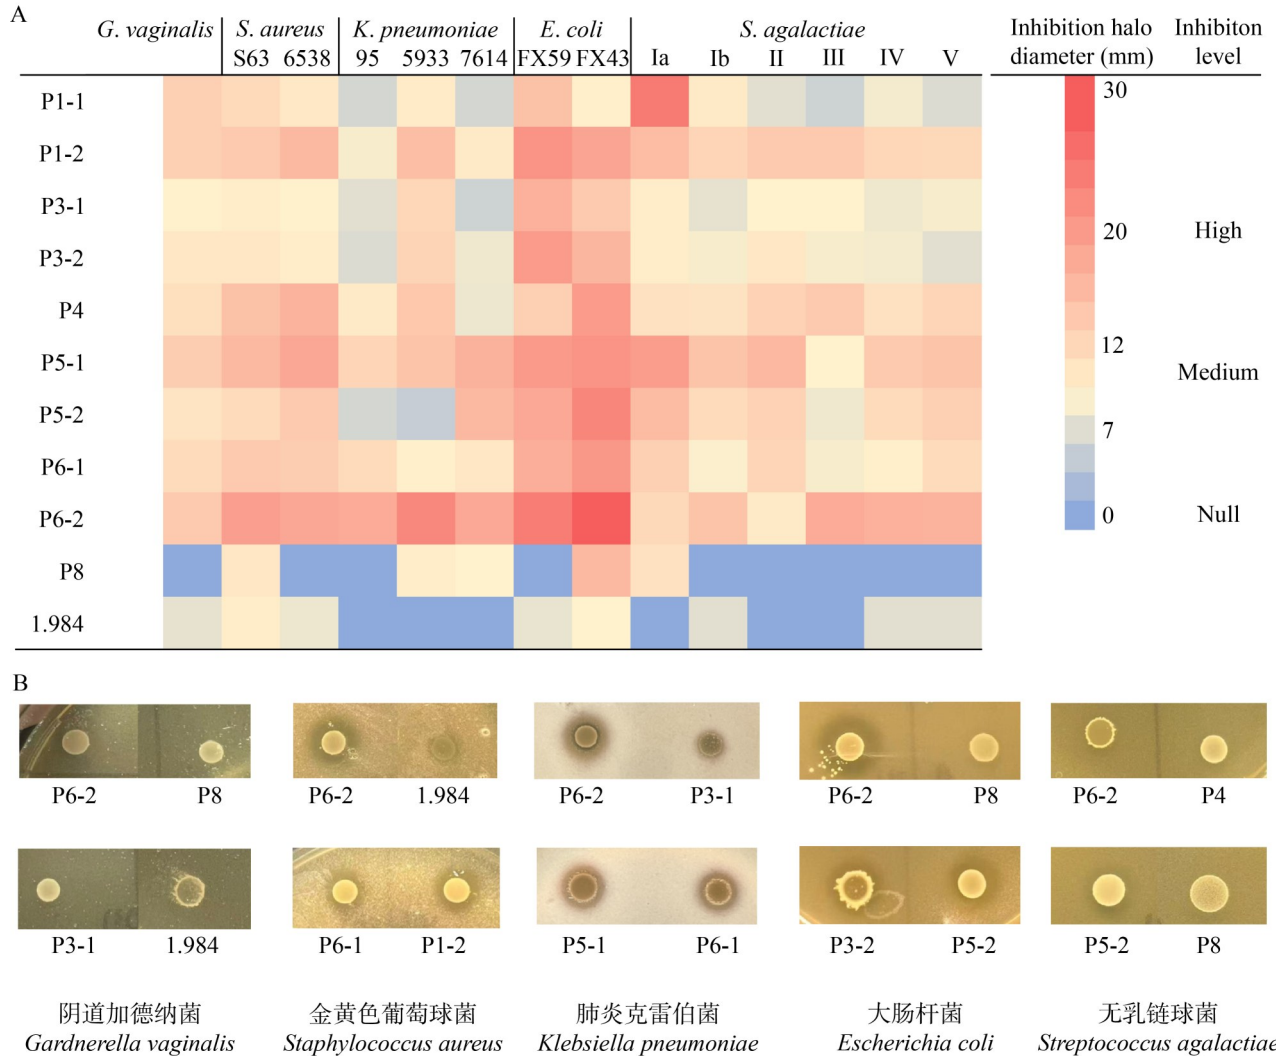 A
G. vaginalis S. aureus K. pneumoniae E. coli S. agalactiae Inhibition halo Inhibiton
S63 6538 95 5933 7614 FX59 FX43 Ia Ib II III IV V diameter (mm) level
P1-1 30
P1-2
P3-1 20 High
P3-2
P4 12
P5-1 Medium
P5-2 7
P6-1
P6-2 0 Null
P8
1.984
B
P6-2 P8 P6-2 1.984 P6-2 P3-1 P6-2 P8 P6-2 P4
P3-1 1.984 P6-1 P1-2 P5-1 P6-1 P3-2 P5-2 P5-2 P8
阴道加德纳菌 金黄色葡萄球菌 肺炎克雷伯菌 大肠杆菌 无乳链球菌
Gardnerella vaginalis Staphylococcus aureus Klebsiella pneumoniae Escherichia coli Streptococcus agalactiae